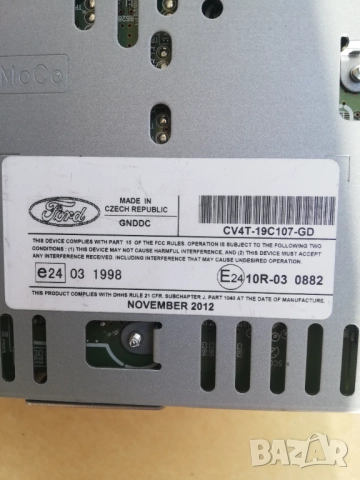 MoCo
Ford
MADE IN
CZECH REPUBLIC
GNDDC
CV4T-19C107-GD
THIS DEVICE COMPLIES WITH PART 15 OF THE FCC RULES. OPERATION IS SUBJECT TO THE FOLLOWING TWO
CONDITIONS : (1) THIS DEVICE MAY NOT CAUSE HARMFUL INTERFERENCE, AND (2) THIS DEVICE MUST ACCEPT
ANY INTERFERENCE RECEIVED, INCLUDING INTERFERENCE THAT MAY CAUSE UNDESIRED OPERATION.
e24 03 1998
E24 10R-03 0882
THIS PRODUCT COMPLIES WITH DHHS RULE 21 CFR, SUBCHAPTER J, PART 1040 AT THE DATE OF MANUFACTURE.
NOVEMBER 2012
BAZAR